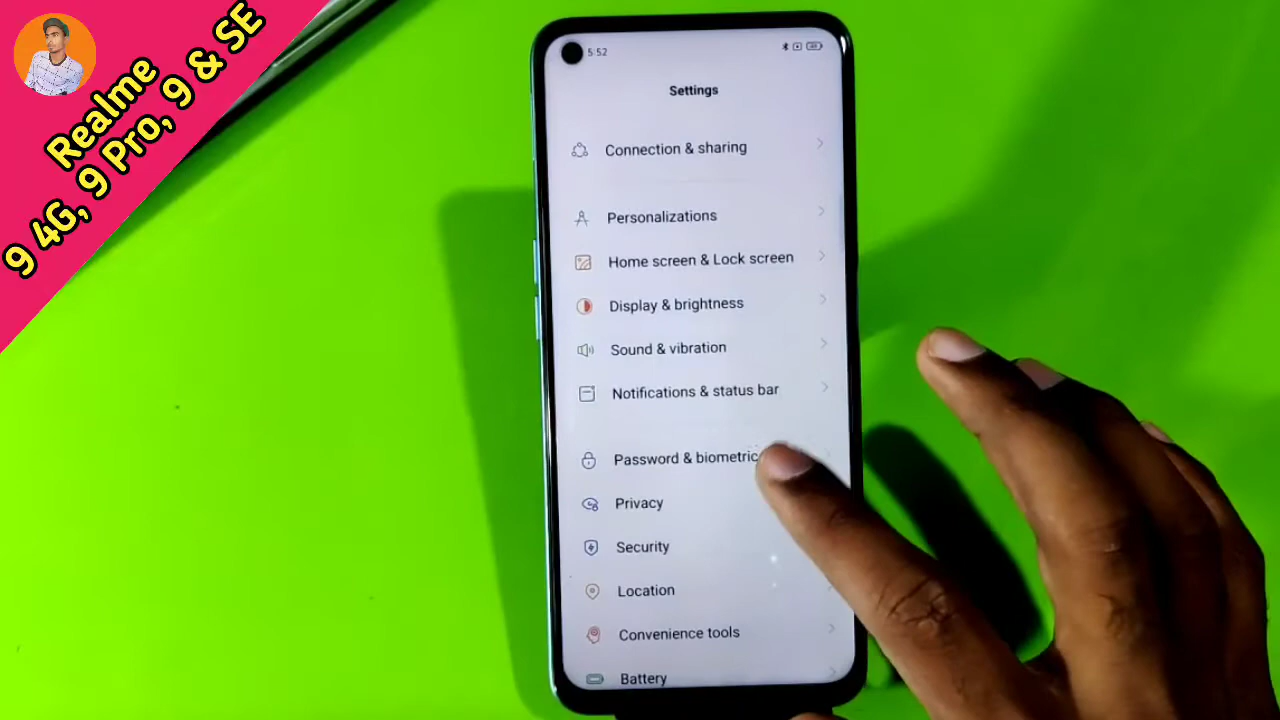 Realme
9 4G, 9 Pro, 9 & SE
5:52
Settings
Connection & sharing
Personalizations
Home screen & Lock screen
Display & brightness
Sound & vibration
Notifications & status bar
Password & biometric
Privacy
Security
Location
Convenience tools
Battery